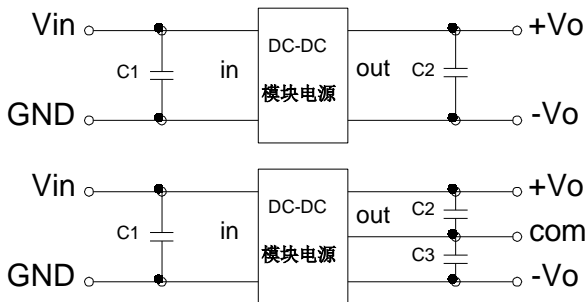 Vin DC-DC +Vo
C1 in 模块电源 out C2
GND -Vo
Vin DC-DC out C2 +Vo
C1 in 模块电源 com
C3
GND -Vo